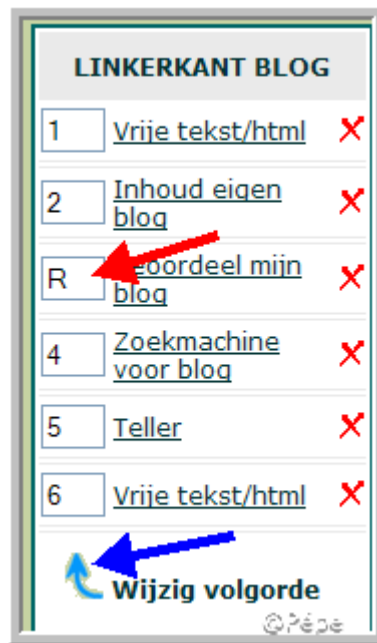 LINKERKANT BLOG
1 Vrije tekst/html
2 Inhoud eigen
blog
R Beoordeel mijn
blog
4 Zoekmachine
voor blog
5 Teller
6 Vrije tekst/html
Wijzig volgorde
©Pépe